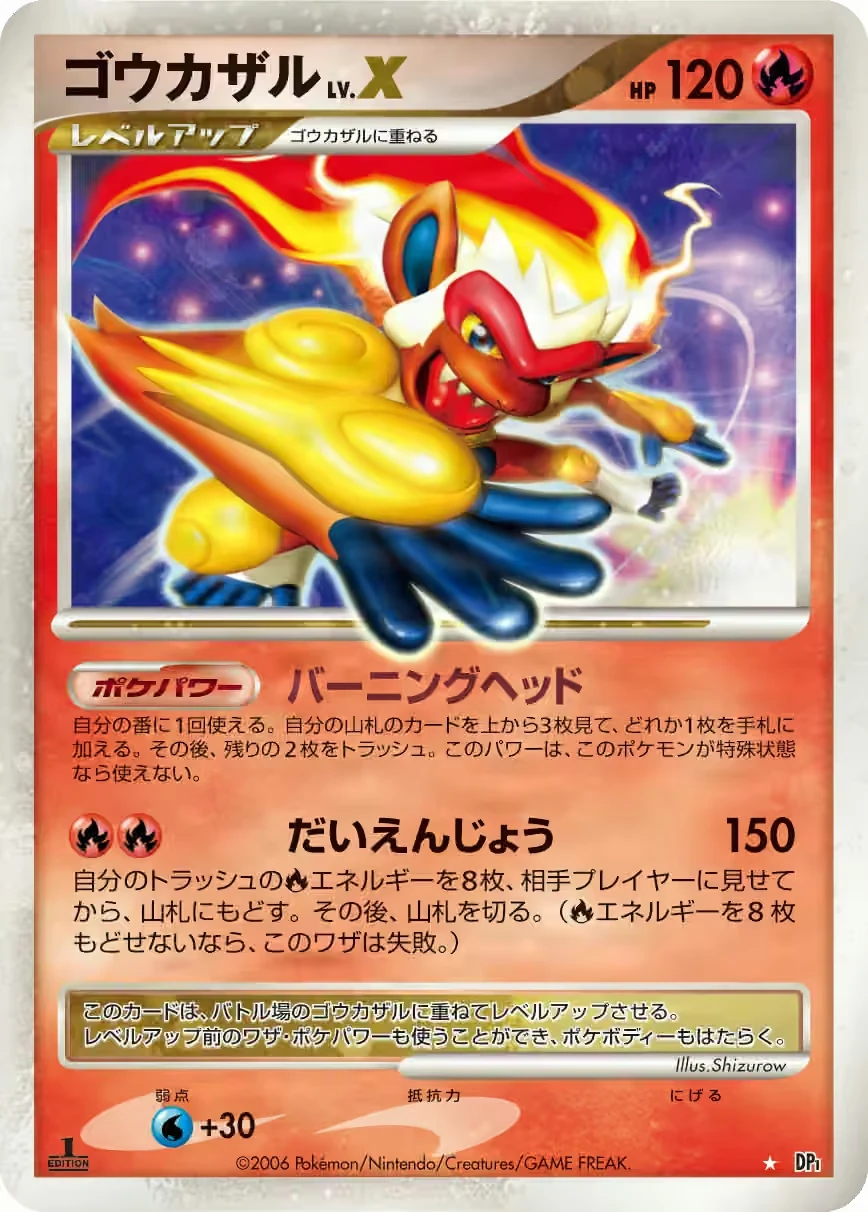 ゴウカザル LV.X HP 120
レベルアップ ゴウカザルに重ねる
ポケパワー バーニングヘッド
自分の番に1回使える。自分の山札のカードを上から3枚見て、どれか1枚を手札に
加える。その後、残りの2枚をトラッシュ。このパワーは、このポケモンが特殊状態
なら使えない。
だいえんじょう 150
自分のトラッシュのエネルギーを8枚、相手プレイヤーに見せて
から、山札にもどす。その後、山札を切る。（エネルギーを8枚
もどせないなら、このワザは失敗。）
このカードは、バトル場のゴウカザルに重ねてレベルアップさせる。
レベルアップ前のワザ・ポケパワーも使うことができ、ポケボディーもはたらく。
Illus.Shizurow
弱点 抵抗力 にげる
+30
1 EDITION
©2006 Pokémon/Nintendo/Creatures/GAME FREAK.
★ DP1